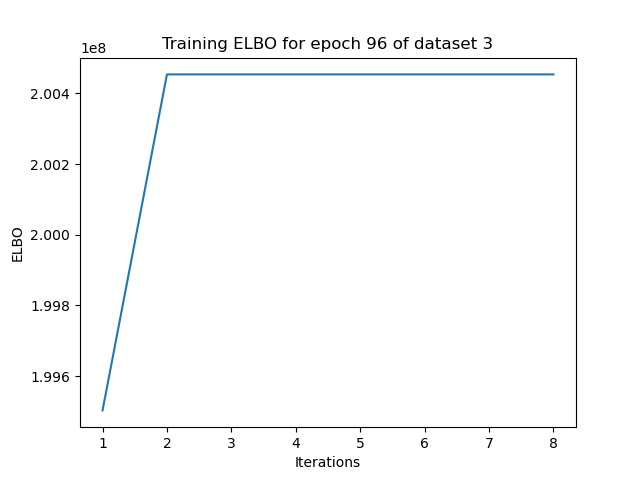 Training ELBO for epoch 96 of dataset 3
1e8
2.004
2.002
2.000
1.998
1.996
ELBO
1 2 3 4 5 6 7 8
Iterations